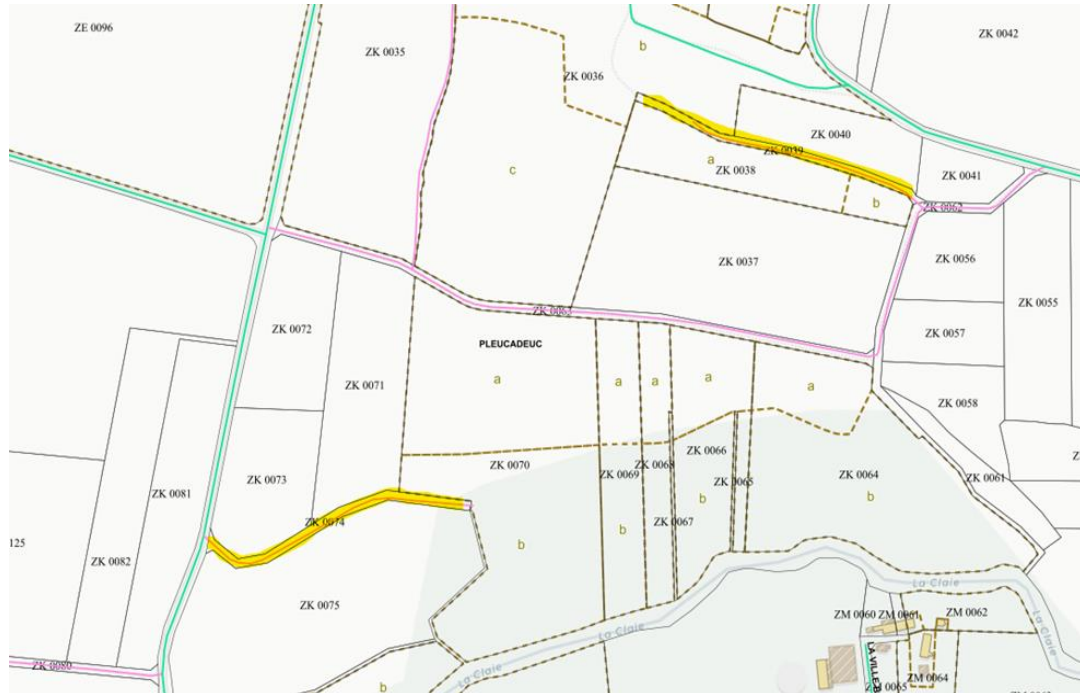 ZE 0096
ZK 0035
ZK 0042
b
ZK 0036
ZK 0040
ZK 0039
a
ZK 0038
c
ZK 0041
b
ZK 0062
ZK 0037
ZK 0056
ZK 0055
ZK 0063
ZK 0072
ZK 0057
PLEUCADEUC
a
a
a
a
a
ZK 0071
ZK 0058
ZK 0066
ZK 0070
ZK 0068
ZK 0069
ZK 0064
ZK 0061
ZK 0073
ZK 0065
ZK 0081
b
b
ZK 0074
ZK 0067
b
b
125
ZK 0082
La Claie
ZK 0075
ZM 0060
ZM 0061
ZM 0062
La Claie
La Claie
ZK 0080
La Claie
ZM 0064
b